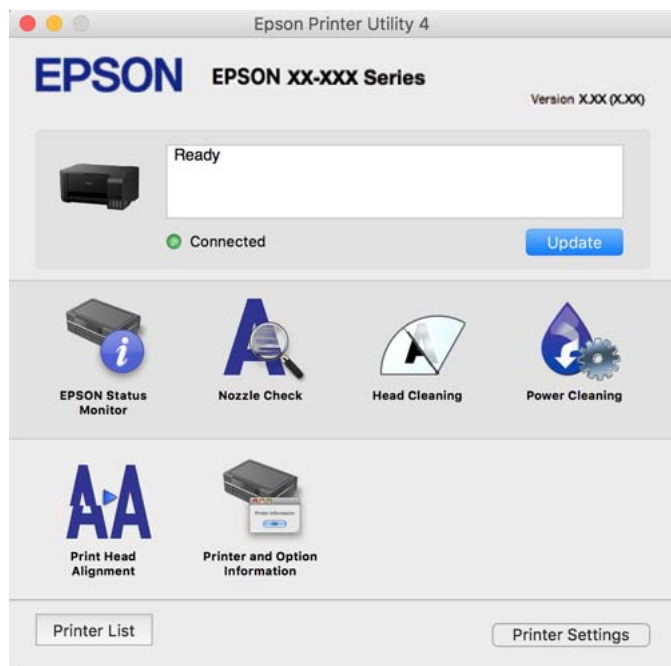 Epson Printer Utility 4
EPSON
EPSON XX-XXX Series
Version X.XX (X.XX)
Ready
Connected
Update
EPSON Status
Monitor
Nozzle Check
Head Cleaning
Power Cleaning
Print Head
Alignment
Printer and Option
Information
Printer List
Printer Settings